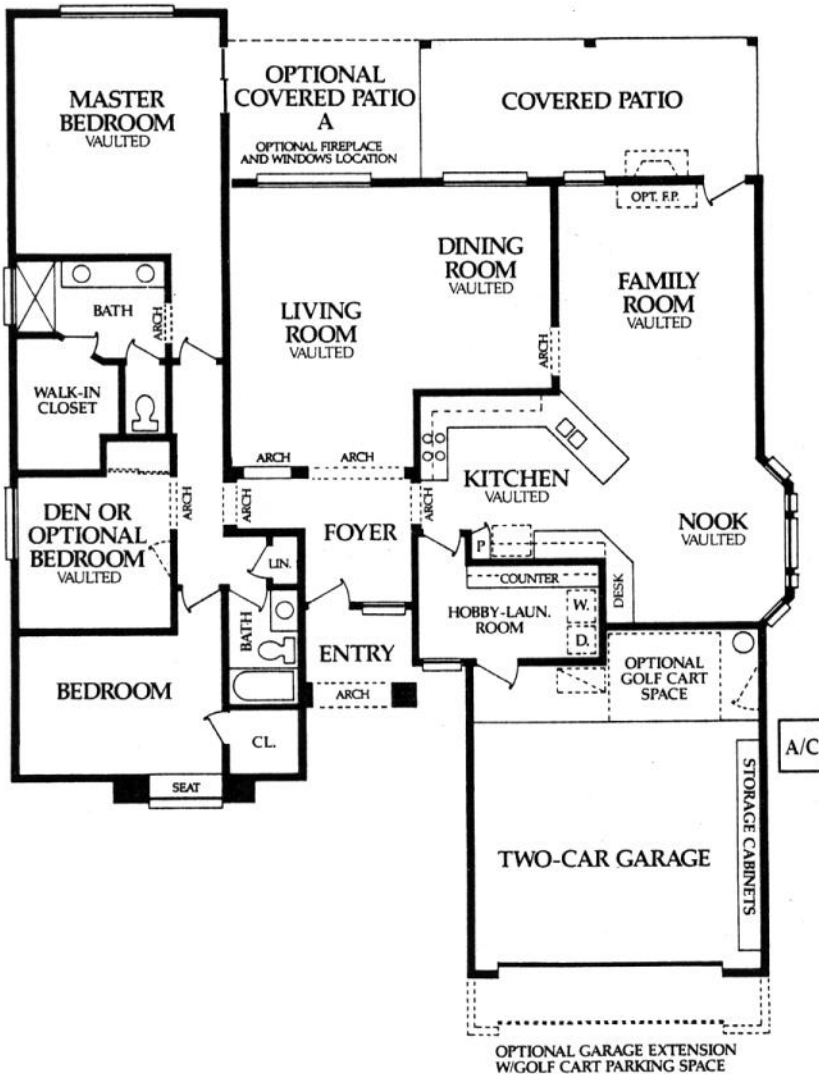 MASTER
BEDROOM
VAULTED
OPTIONAL
COVERED PATIO
A
OPTIONAL FIREPLACE
AND WINDOWS LOCATION
COVERED PATIO
OPT. F.P.
DINING
ROOM
VAULTED
FAMILY
ROOM
VAULTED
LIVING
ROOM
VAULTED
BATH
ARCH
ARCH
WALK-IN
CLOSET
ARCH
ARCH
KITCHEN
VAULTED
DEN OR
OPTIONAL
BEDROOM
VAULTED
ARCH
ARCH
FOYER
ARCH
NOOK
VAULTED
P
LIN.
COUNTER
HOBBY-LAUN.
ROOM
W.
D.
DESK
BATH
ENTRY
ARCH
BEDROOM
CL.
SEAT
OPTIONAL
GOLF CART
SPACE
A/C
STORAGE CABINETS
TWO-CAR GARAGE
OPTIONAL GARAGE EXTENSION
W/GOLF CART PARKING SPACE